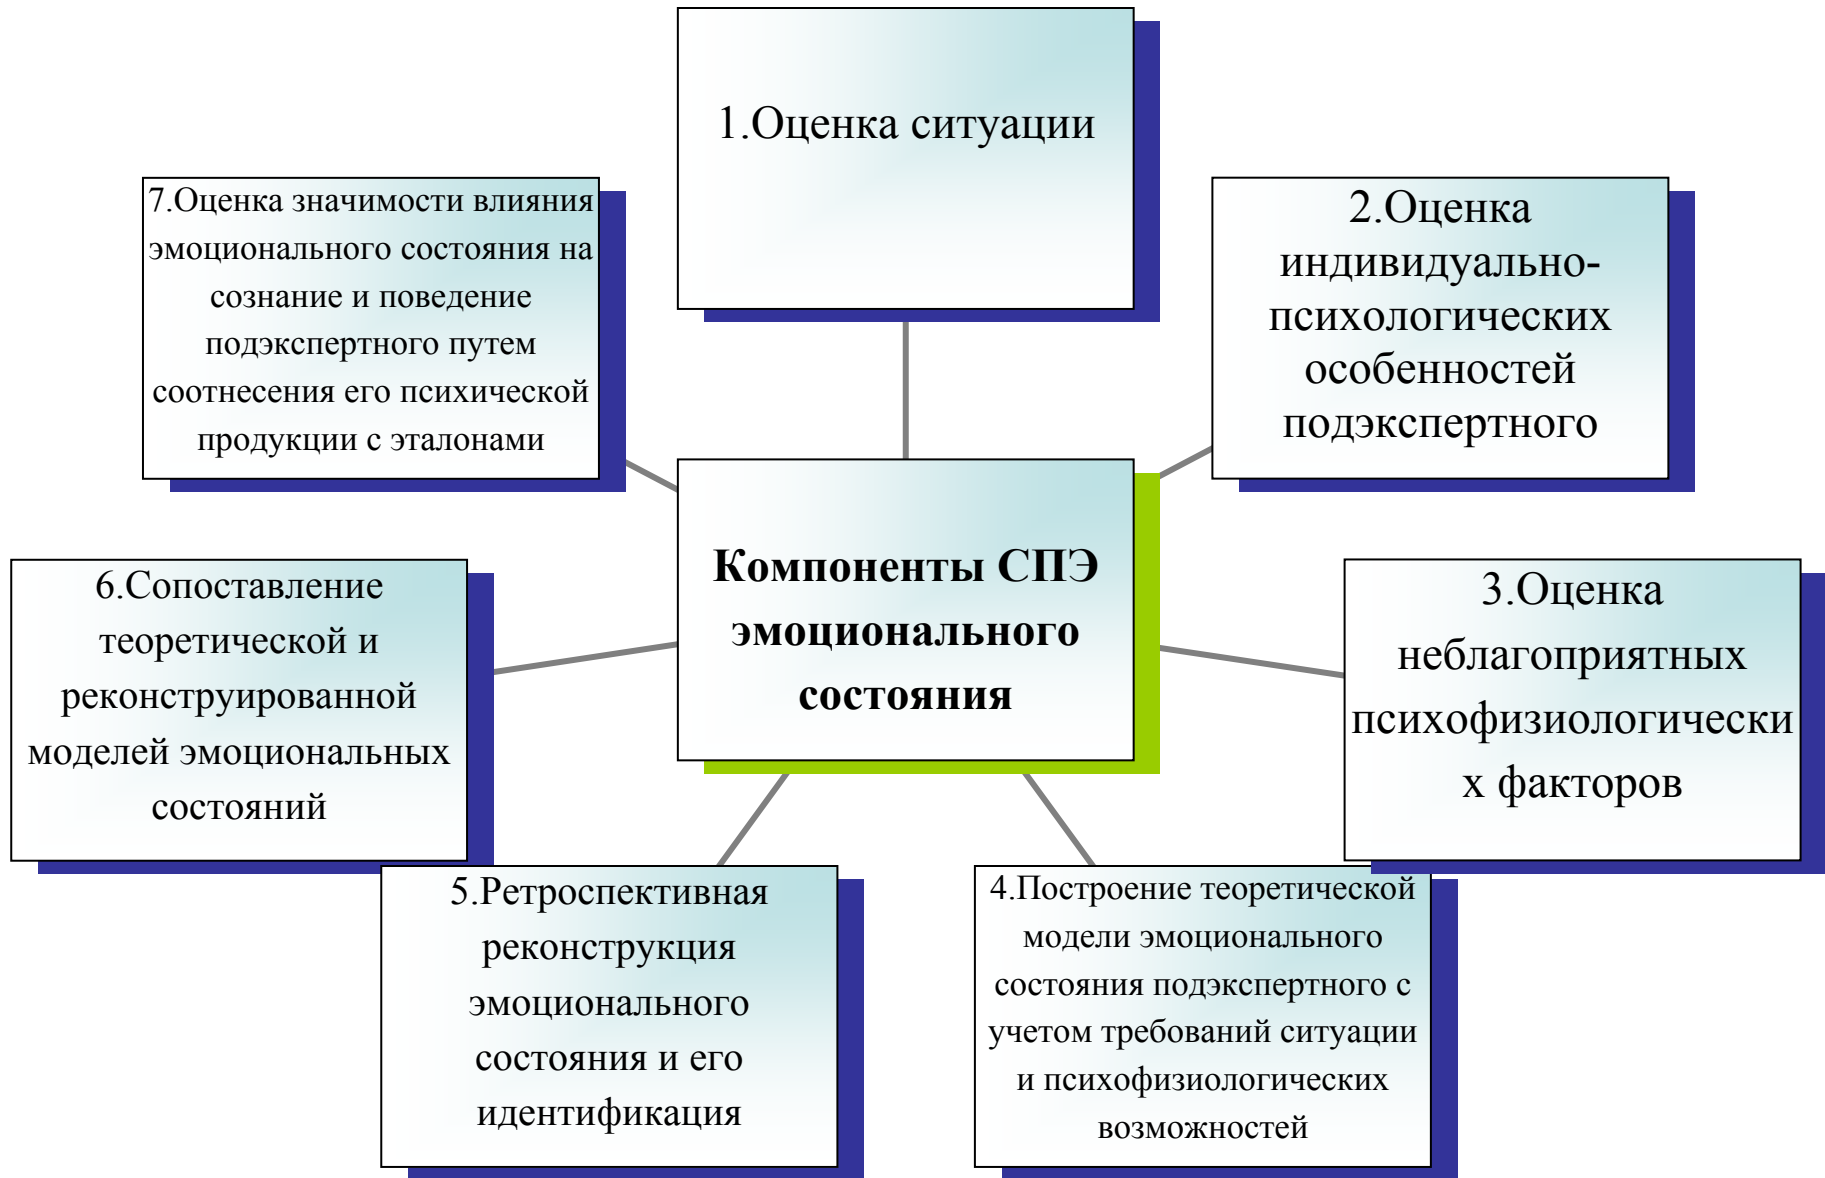 1.Оценка ситуации
2.Оценка
индивидуально-
психологических
особенностей
подэкспертного
3.Оценка
неблагоприятных
психофизиологически
х факторов
4.Построение теоретической
модели эмоционального
состояния подэкспертного с
учетом требований ситуации
и психофизиологических
возможностей
5.Ретроспективная
реконструкция
эмоционального
состояния и его
идентификация
6.Сопоставление
теоретической и
реконструированной
моделей эмоциональных
состояний
7.Оценка значимости влияния
эмоционального состояния на
сознание и поведение
подэкспертного путем
соотнесения его психической
продукции с эталонами
Компоненты СПЭ
эмоционального
состояния